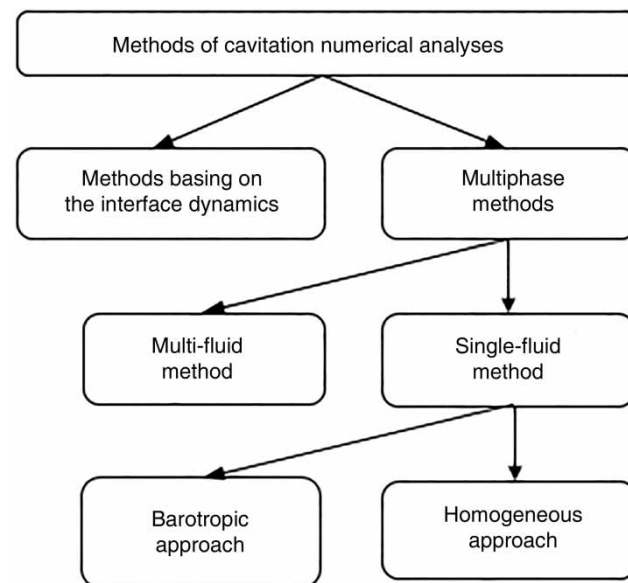 Methods of cavitation numerical analyses
Methods basing on
the interface dynamics
Multiphase
methods
Multi-fluid
method
Single-fluid
method
Barotropic
approach
Homogeneous
approach